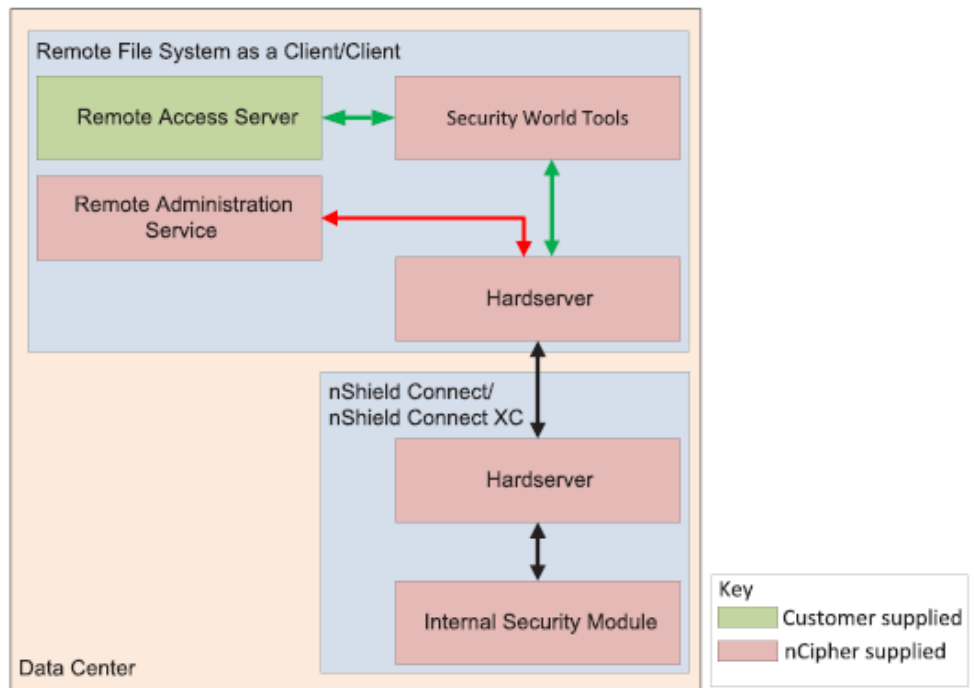 Remote File System as a Client/Client
Remote Access Server
Security World Tools
Remote Administration
Service
Hardserver
nShield Connect/
nShield Connect XC
Hardserver
Internal Security Module
Data Center
Key
Customer supplied
nCipher supplied